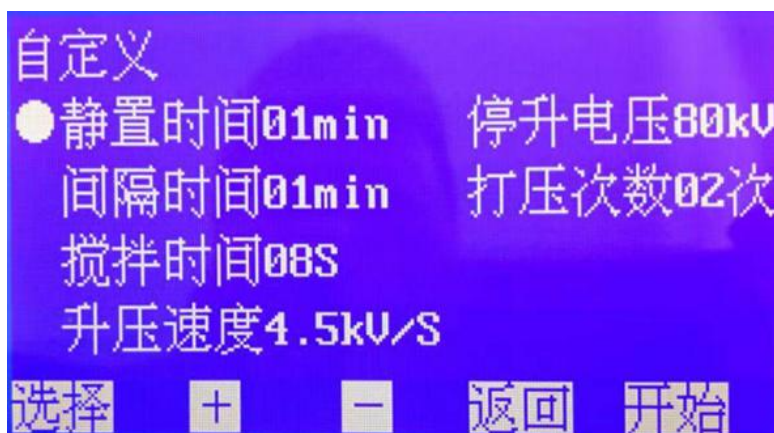 自定义
●静置时间01min 停升电压80kV
间隔时间01min 打压次数02次
搅拌时间08S
升压速度4.5kV/S
选择 + - 返回 开始